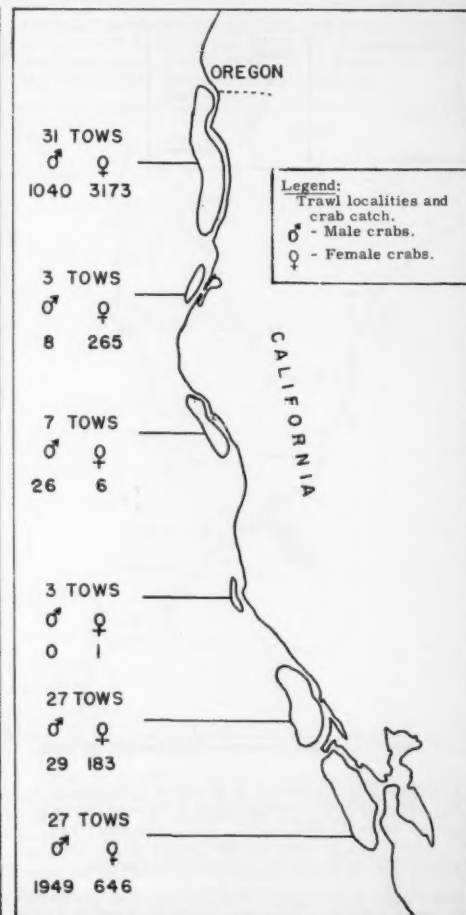 OREGON
31 TOWS
♂ ♀
1040 3173
Legend:
Trawl localities and
crab catch.
♂ - Male crabs.
♀ - Female crabs.
3 TOWS
♂ ♀
8 265
CALIFORNIA
7 TOWS
♂ ♀
26 6
3 TOWS
♂ ♀
0 1
27 TOWS
♂ ♀
29 183
27 TOWS
♂ ♀
1949 646